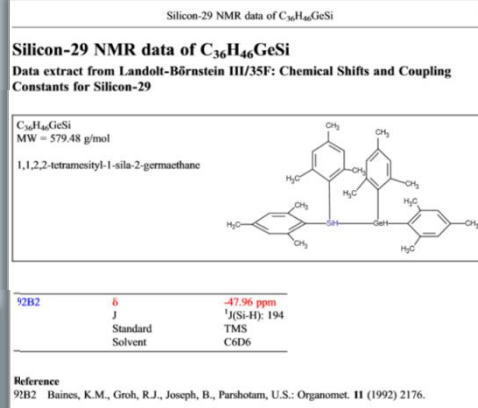 Silicon-29 NMR data of C₃₆H₄₆GeSi
Silicon-29 NMR data of C₃₆H₄₆GeSi
Data extract from Landolt-Börnstein III/35F: Chemical Shifts and Coupling
Constants for Silicon-29
C₃₆H₄₆GeSi
MW = 579.48 g/mol
1,1,2,2-tetramesityl-1-sila-2-germaethane
CH₃
CH₃
CH₃
H₃C
CH₃
H₃C
CH₃
H₃C
H₃C
SiH
GeH
CH₃
CH₃
H₃C
92B2 δ -47.96 ppm
J ¹J(Si-H): 194
Standard TMS
Solvent C6D6
Reference
92B2 Baines, K.M., Groh, R.J., Joseph, B., Parshotam, U.S.: Organomet. 11 (1992) 2176.